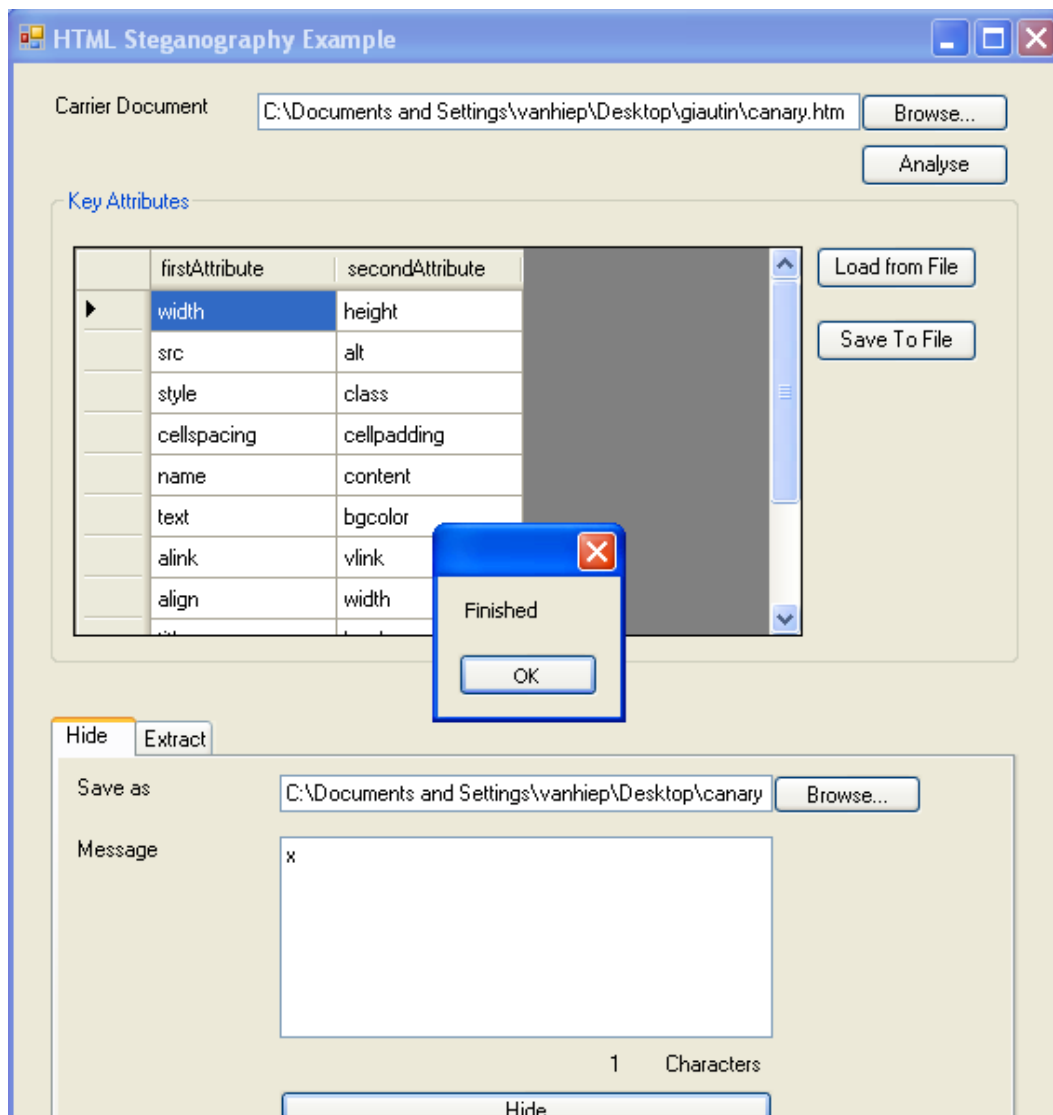 HTML Steganography Example
Carrier Document
C:\Documents and Settings\vanhiep\Desktop\giautin\canary.htm
Browse...
Analyse
Key Attributes
firstAttribute secondAttribute
width height
src alt
style class
cellspacing cellpadding
name content
text bgcolor
alink vlink
align width
Load from File
Save To File
Finished
OK
Hide Extract
Save as
C:\Documents and Settings\vanhiep\Desktop\canary
Browse...
Message
x
1 Characters
Hide